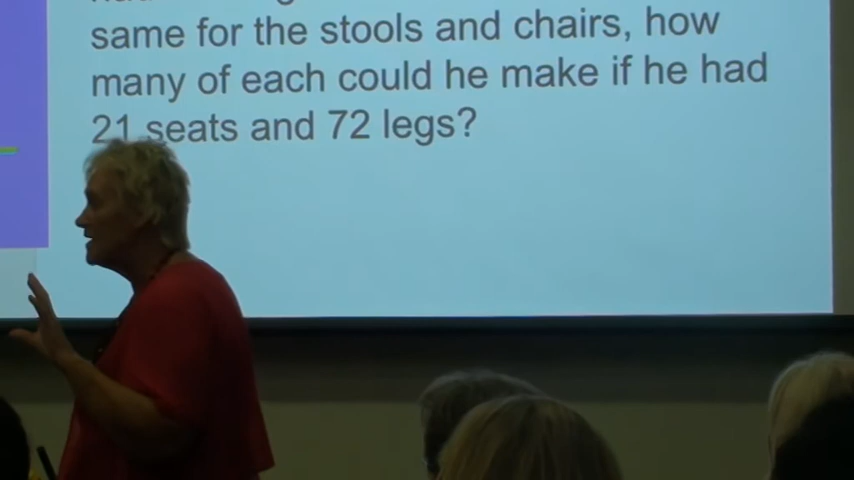 same for the stools and chairs, how
many of each could he make if he had
21 seats and 72 legs?